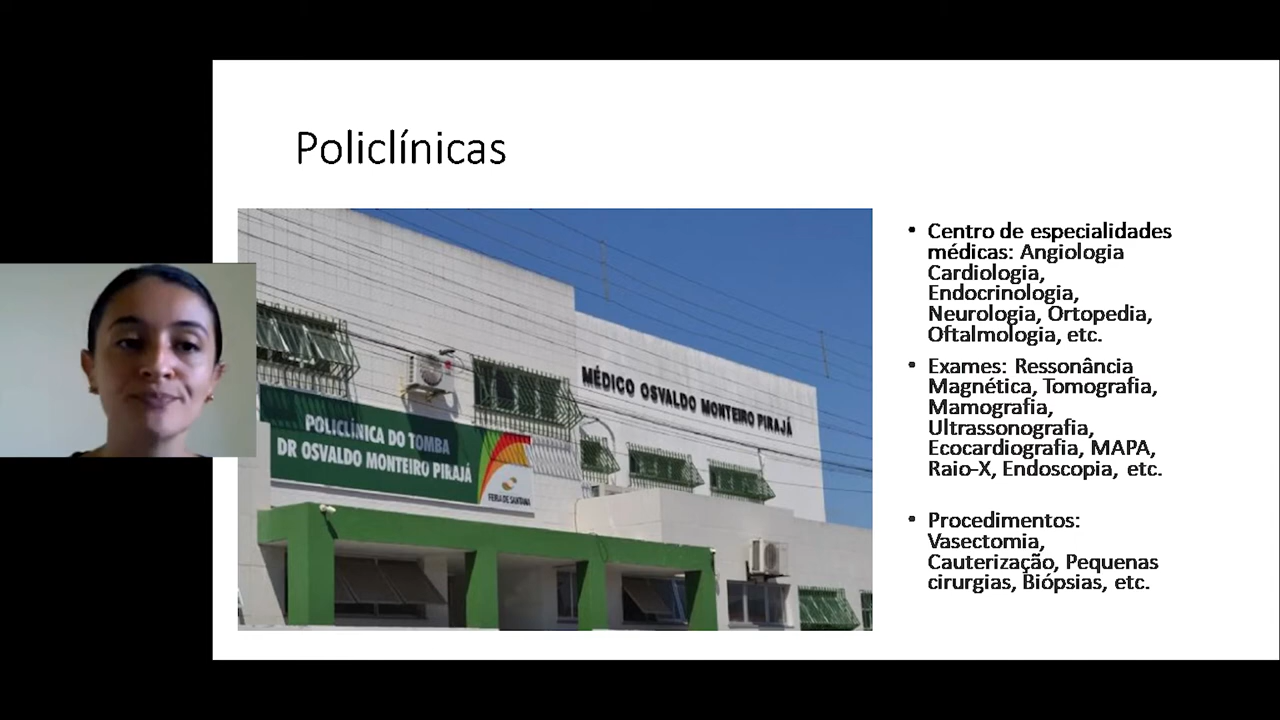 Policlínicas
MÉDICO OSVALDO MONTEIRO PIRAJÁ
POLICLÍNICA DO TOMBA
DR OSVALDO MONTEIRO PIRAJÁ
FEIRA DE SANTANA
• Centro de especialidades
médicas: Angiologia
Cardiologia,
Endocrinologia,
Neurologia, Ortopedia,
Oftalmologia, etc.
• Exames: Ressonância
Magnética, Tomografia,
Mamografia,
Ultrassonografia,
Ecocardiografia, MAPA,
Raio-X, Endoscopia, etc.
• Procedimentos:
Vasectomia,
Cauterização, Pequenas
cirurgias, Biópsias, etc.